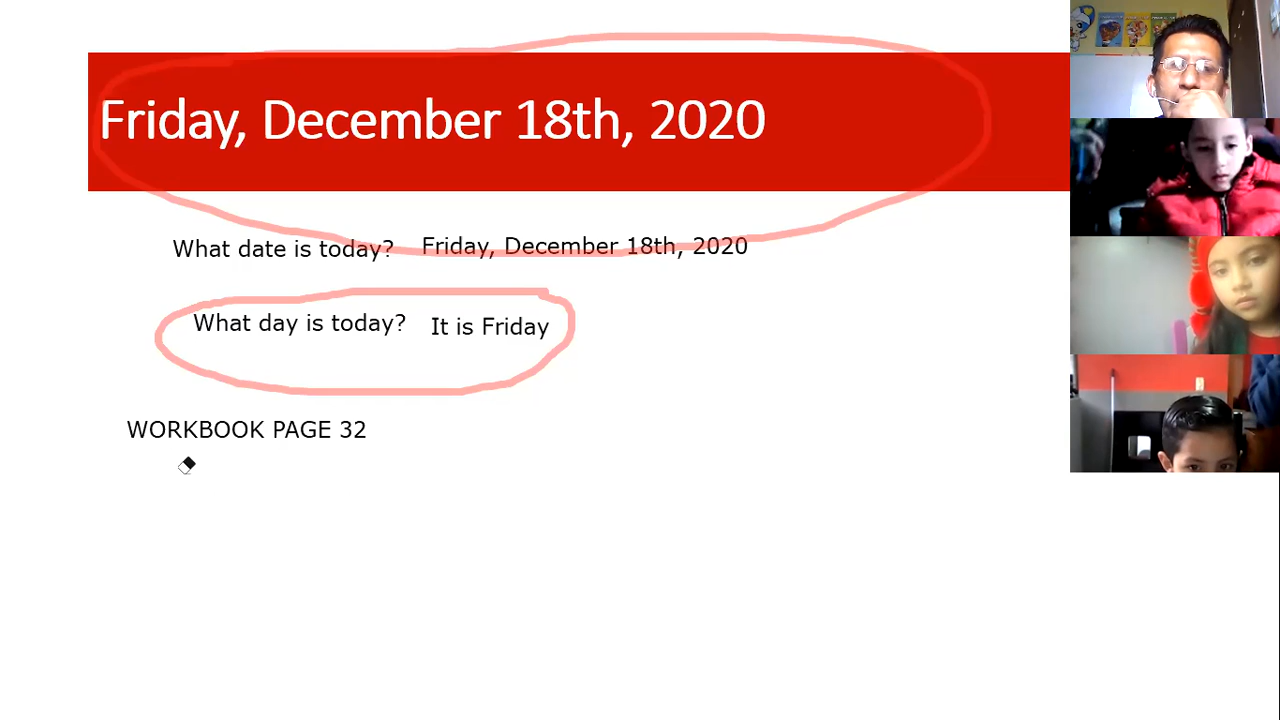 Friday, December 18th, 2020
What date is today? Friday, December 18th, 2020
What day is today? It is Friday
WORKBOOK PAGE 32